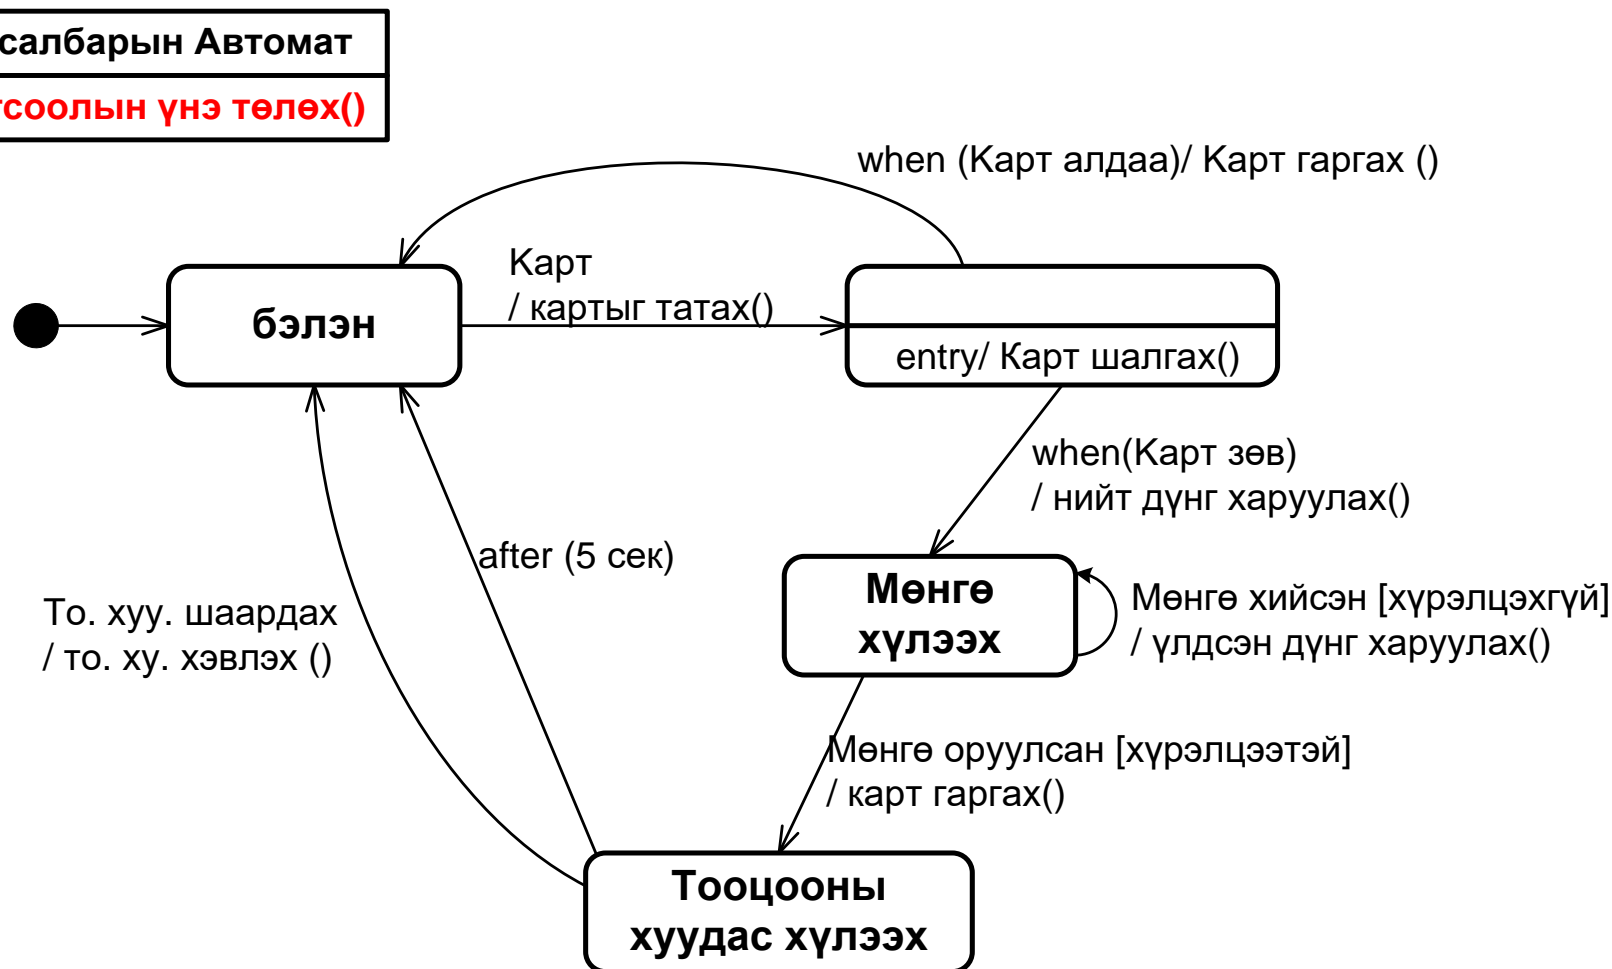 салбарын Автомат
соолын үнэ төлөх()
when (Карт алдаа)/ Карт гаргах ()
Карт
/ картыг татах()
бэлэн
entry/ Карт шалгах()
when(Карт зөв)
/ нийт дүнг харуулах()
after (5 сек)
Мөнгө
хүлээх
Мөнгө хийсэн [хүрэлцэхгүй]
/ үлдсэн дүнг харуулах()
То. хуу. шаардах
/ то. ху. хэвлэх ()
Мөнгө оруулсан [хүрэлцээтэй]
/ карт гаргах()
Тооцооны
хуудас хүлээх